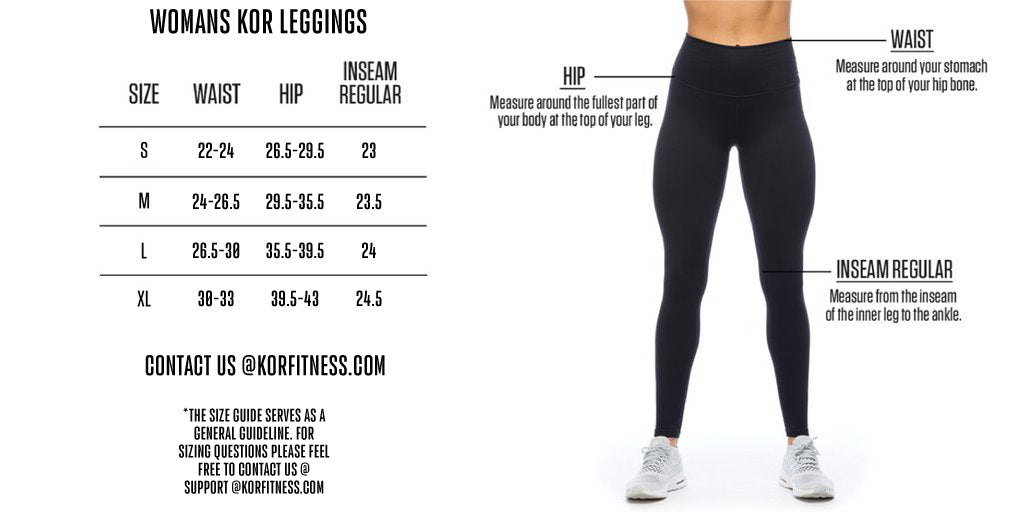 WOMANS KOR LEGGINGS
SIZE WAIST HIP INSEAM REGULAR
S 22-24 26.5-29.5 23
M 24-26.5 29.5-35.5 23.5
L 26.5-30 35.5-39.5 24
XL 30-33 39.5-43 24.5
CONTACT US @KORFITNESS.COM
*THE SIZE GUIDE SERVES AS A
GENERAL GUIDELINE. FOR
SIZING QUESTIONS PLEASE FEEL
FREE TO CONTACT US @
SUPPORT @KORFITNESS.COM
HIP
Measure around the fullest part of
your body at the top of your leg.
WAIST
Measure around your stomach
at the top of your hip bone.
INSEAM REGULAR
Measure from the inseam
of the inner leg to the ankle.